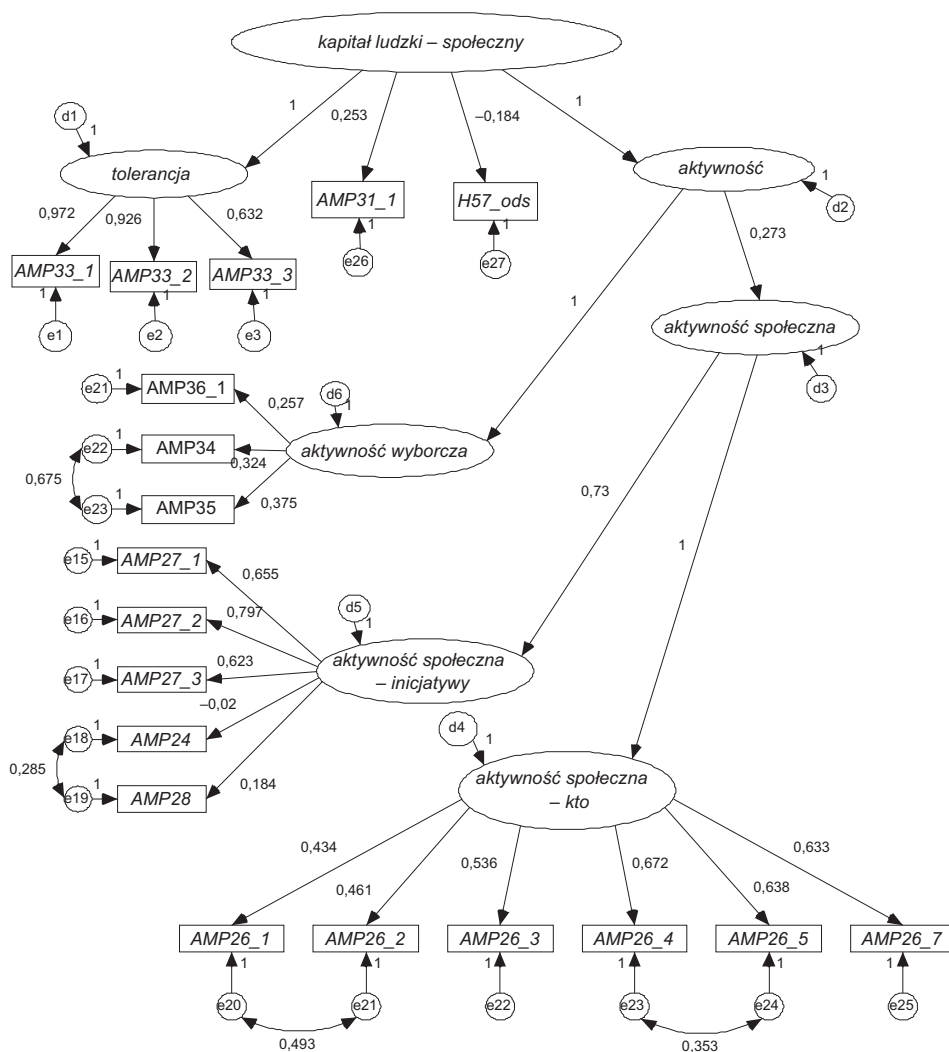 kapitał ludzki – społeczny
1
0,253
–0,184
1
d1
1
tolerancja
aktywność
1
d2
AMP31_1
H57_ods
0,972
0,926
0,632
1
1
e26
e27
0,273
AMP33_1
AMP33_2
AMP33_3
1
1
1
e1
e2
e3
1
aktywność społeczna
1
d3
e21
1
AMP36_1
0,257
d6
1
e22
1
AMP34
0,324
aktywność wyborcza
0,675
e23
1
AMP35
0,375
0,73
1
e15
1
AMP27_1
0,655
e16
1
AMP27_2
0,797
d5
1
e17
1
AMP27_3
0,623
aktywność społeczna
– inicjatywy
–0,02
e18
1
AMP24
0,285
e19
1
AMP28
0,184
d4
1
aktywność społeczna
– kto
0,434
0,461
0,536
0,672
0,638
0,633
AMP26_1
AMP26_2
AMP26_3
AMP26_4
AMP26_5
AMP26_7
1
1
1
1
1
1
e20
e21
e22
e23
e24
e25
0,493
0,353